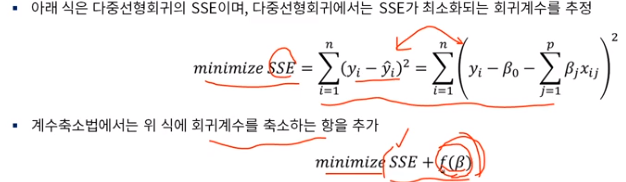 ▪ 아래 식은 다중선형회귀의 SSE이며, 다중선형회귀에서는 SSE가 최소화되는 회귀계수를 추정
minimize SSE = \sum_{i=1}^{n} (y_i − \hat{y}_i)^2 = \sum_{i=1}^{n} \left( y_i − β_0 − \sum_{j=1}^{p} β_j x_{ij} \right)^2
▪ 계수축소법에서는 위 식에 회귀계수를 축소하는 항을 추가
minimize SSE + f(β)